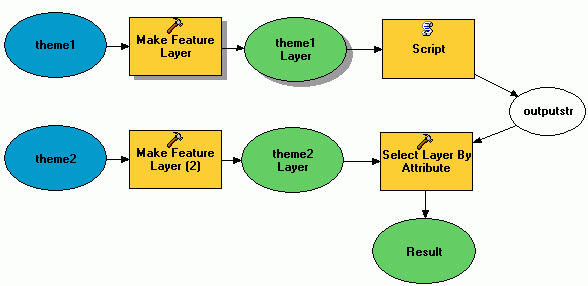 theme1
Make Feature
Layer
theme1
Layer
Script
outputstr
theme2
Make Feature
Layer (2)
theme2
Layer
Select Layer By
Attribute
Result